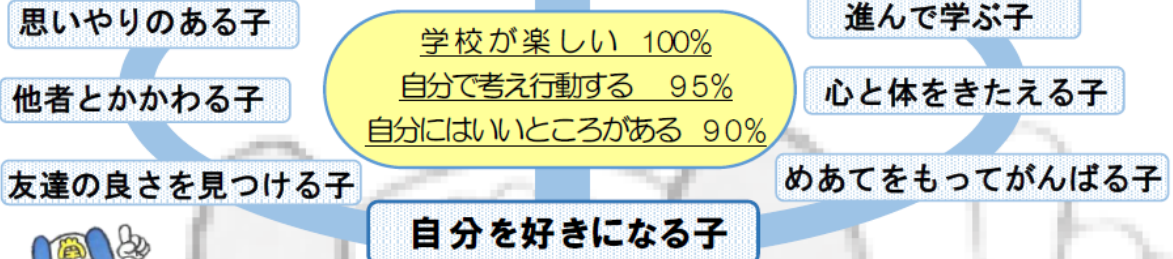 思いやりのある子
進んで学ぶ子
学校が楽しい 100%
他者とかかわる子
自分で考え行動する 95%
心と体をきたえる子
自分にはいいところがある 90%
友達の良さを見つける子
めあてをもってがんばる子
自分を好きになる子